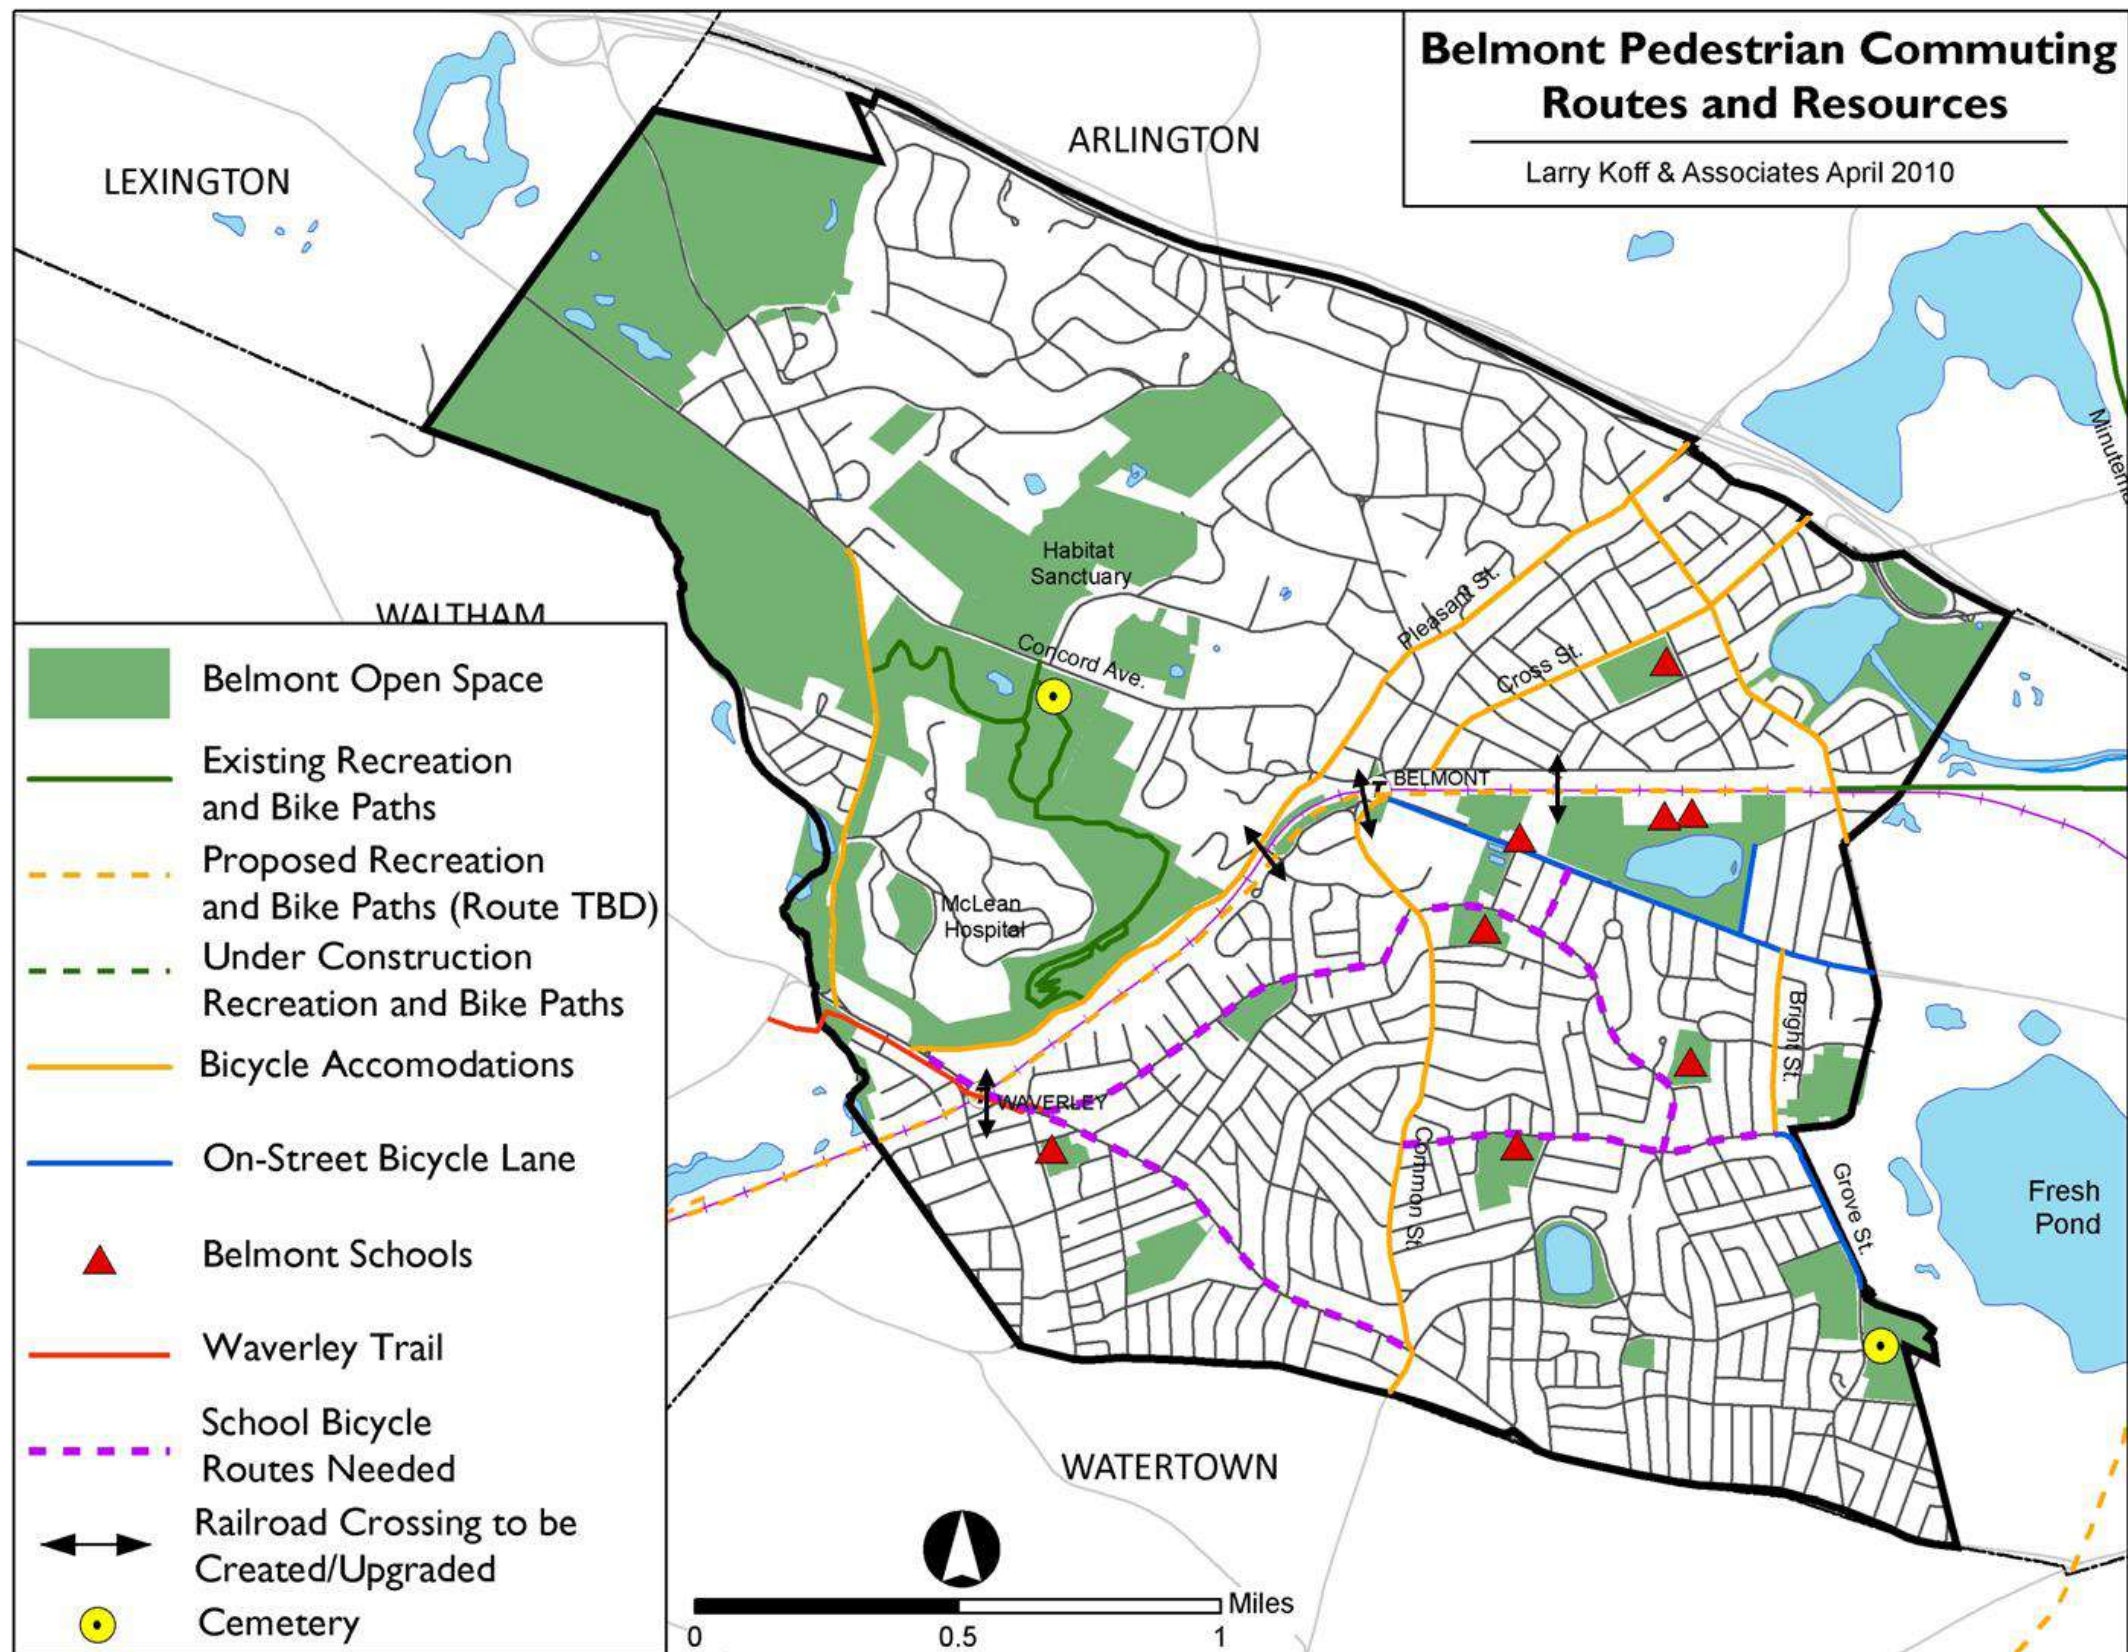 Belmont Pedestrian Commuting
Routes and Resources
Larry Koff & Associates April 2010
ARLINGTON
LEXINGTON
WALTHAM
Habitat
Sanctuary
Concord Ave.
Pleasant St.
Cross St.
BELMONT
McLean
Hospital
WAVERLEY
Bright St.
Common St.
Grove St.
Fresh
Pond
WATERTOWN
Belmont Open Space
Existing Recreation
and Bike Paths
Proposed Recreation
and Bike Paths (Route TBD)
Under Construction
Recreation and Bike Paths
Bicycle Accomodations
On-Street Bicycle Lane
Belmont Schools
Waverley Trail
School Bicycle
Routes Needed
Railroad Crossing to be
Created/Upgraded
Cemetery
Miles
0 0.5 1